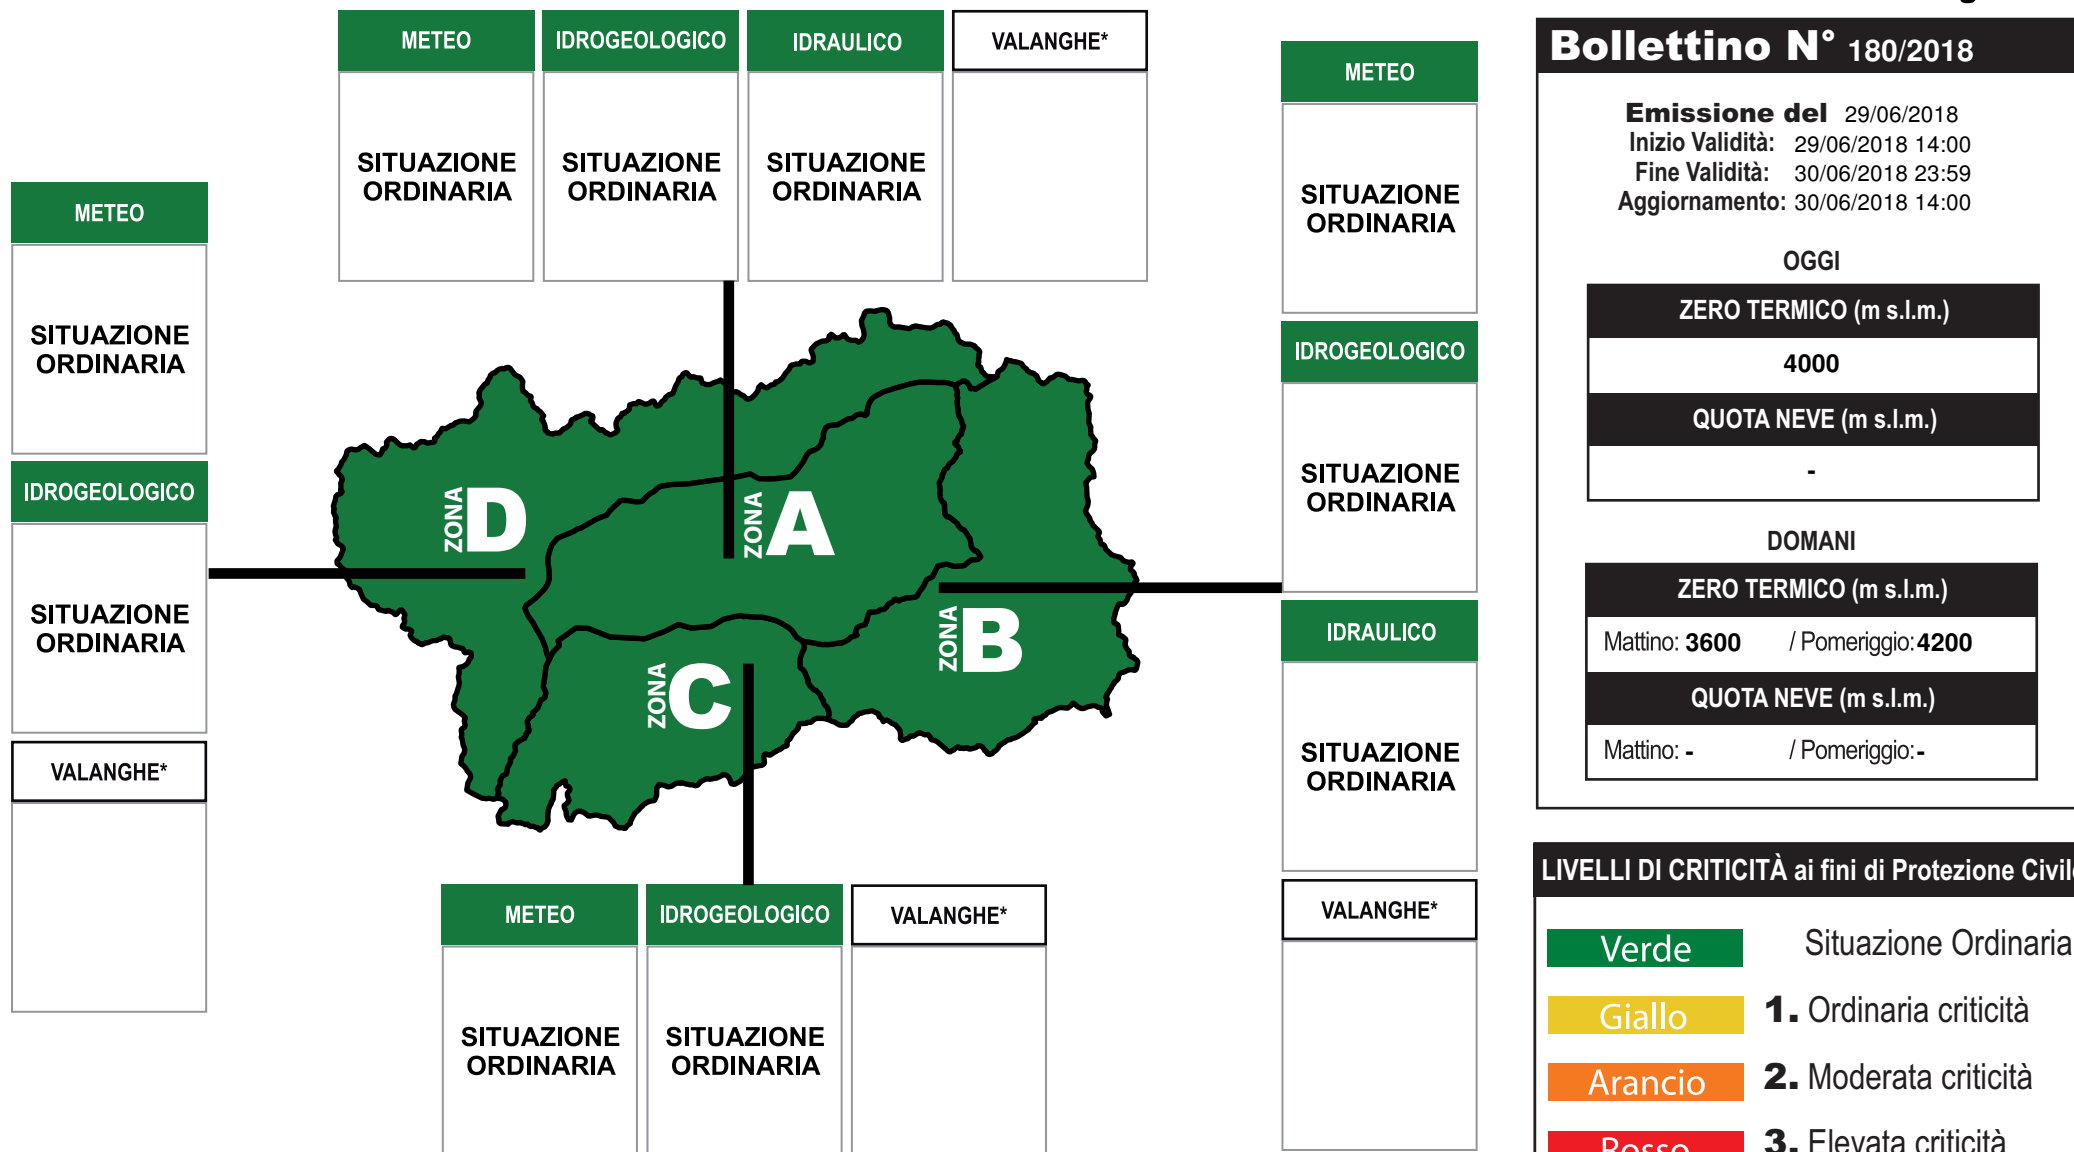 METEO
IDROGEOLOGICO
IDRAULICO
VALANGHE*
SITUAZIONE
ORDINARIA
SITUAZIONE
ORDINARIA
SITUAZIONE
ORDINARIA
METEO
SITUAZIONE
ORDINARIA
IDROGEOLOGICO
SITUAZIONE
ORDINARIA
VALANGHE*
ZONA D
ZONA A
ZONA B
ZONA C
METEO
SITUAZIONE
ORDINARIA
IDROGEOLOGICO
SITUAZIONE
ORDINARIA
IDRAULICO
SITUAZIONE
ORDINARIA
VALANGHE*
METEO
IDROGEOLOGICO
VALANGHE*
SITUAZIONE
ORDINARIA
SITUAZIONE
ORDINARIA
Bollettino N° 180/2018
Emissione del 29/06/2018
Inizio Validità: 29/06/2018 14:00
Fine Validità: 30/06/2018 23:59
Aggiornamento: 30/06/2018 14:00
OGGI
ZERO TERMICO (m s.l.m.)
4000
QUOTA NEVE (m s.l.m.)
-
DOMANI
ZERO TERMICO (m s.l.m.)
Mattino: 3600 / Pomeriggio: 4200
QUOTA NEVE (m s.l.m.)
Mattino: - / Pomeriggio: -
LIVELLI DI CRITICITÀ ai fini di Protezione Civile
Verde Situazione Ordinaria
Giallo 1. Ordinaria criticità
Arancio 2. Moderata criticità
Rosso 3. Elevata criticità